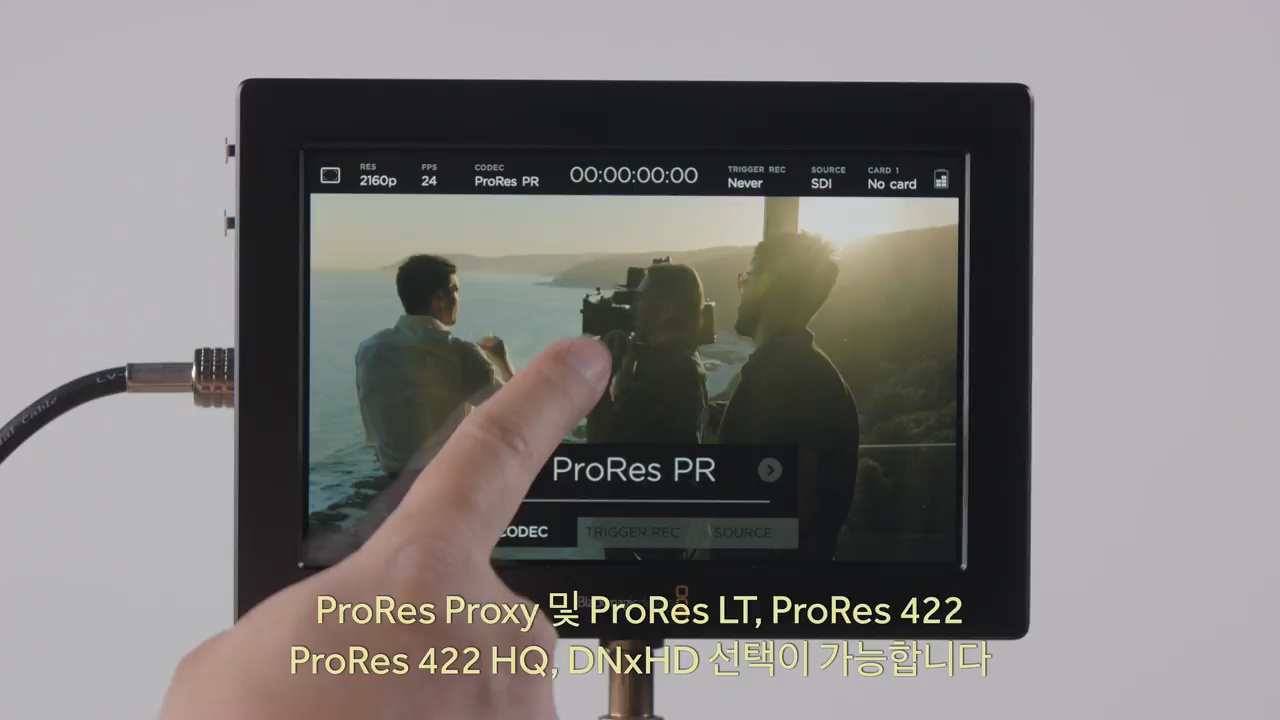 RES FPS CODEC TRIGGER REC SOURCE CARD 1
2160p 24 ProRes PR 00:00:00:00 Never SDI No card
ProRes PR
CODEC TRIGGER REC SOURCE
ProRes Proxy 및 ProRes LT, ProRes 422
ProRes 422 HQ, DNxHD 선택이 가능합니다